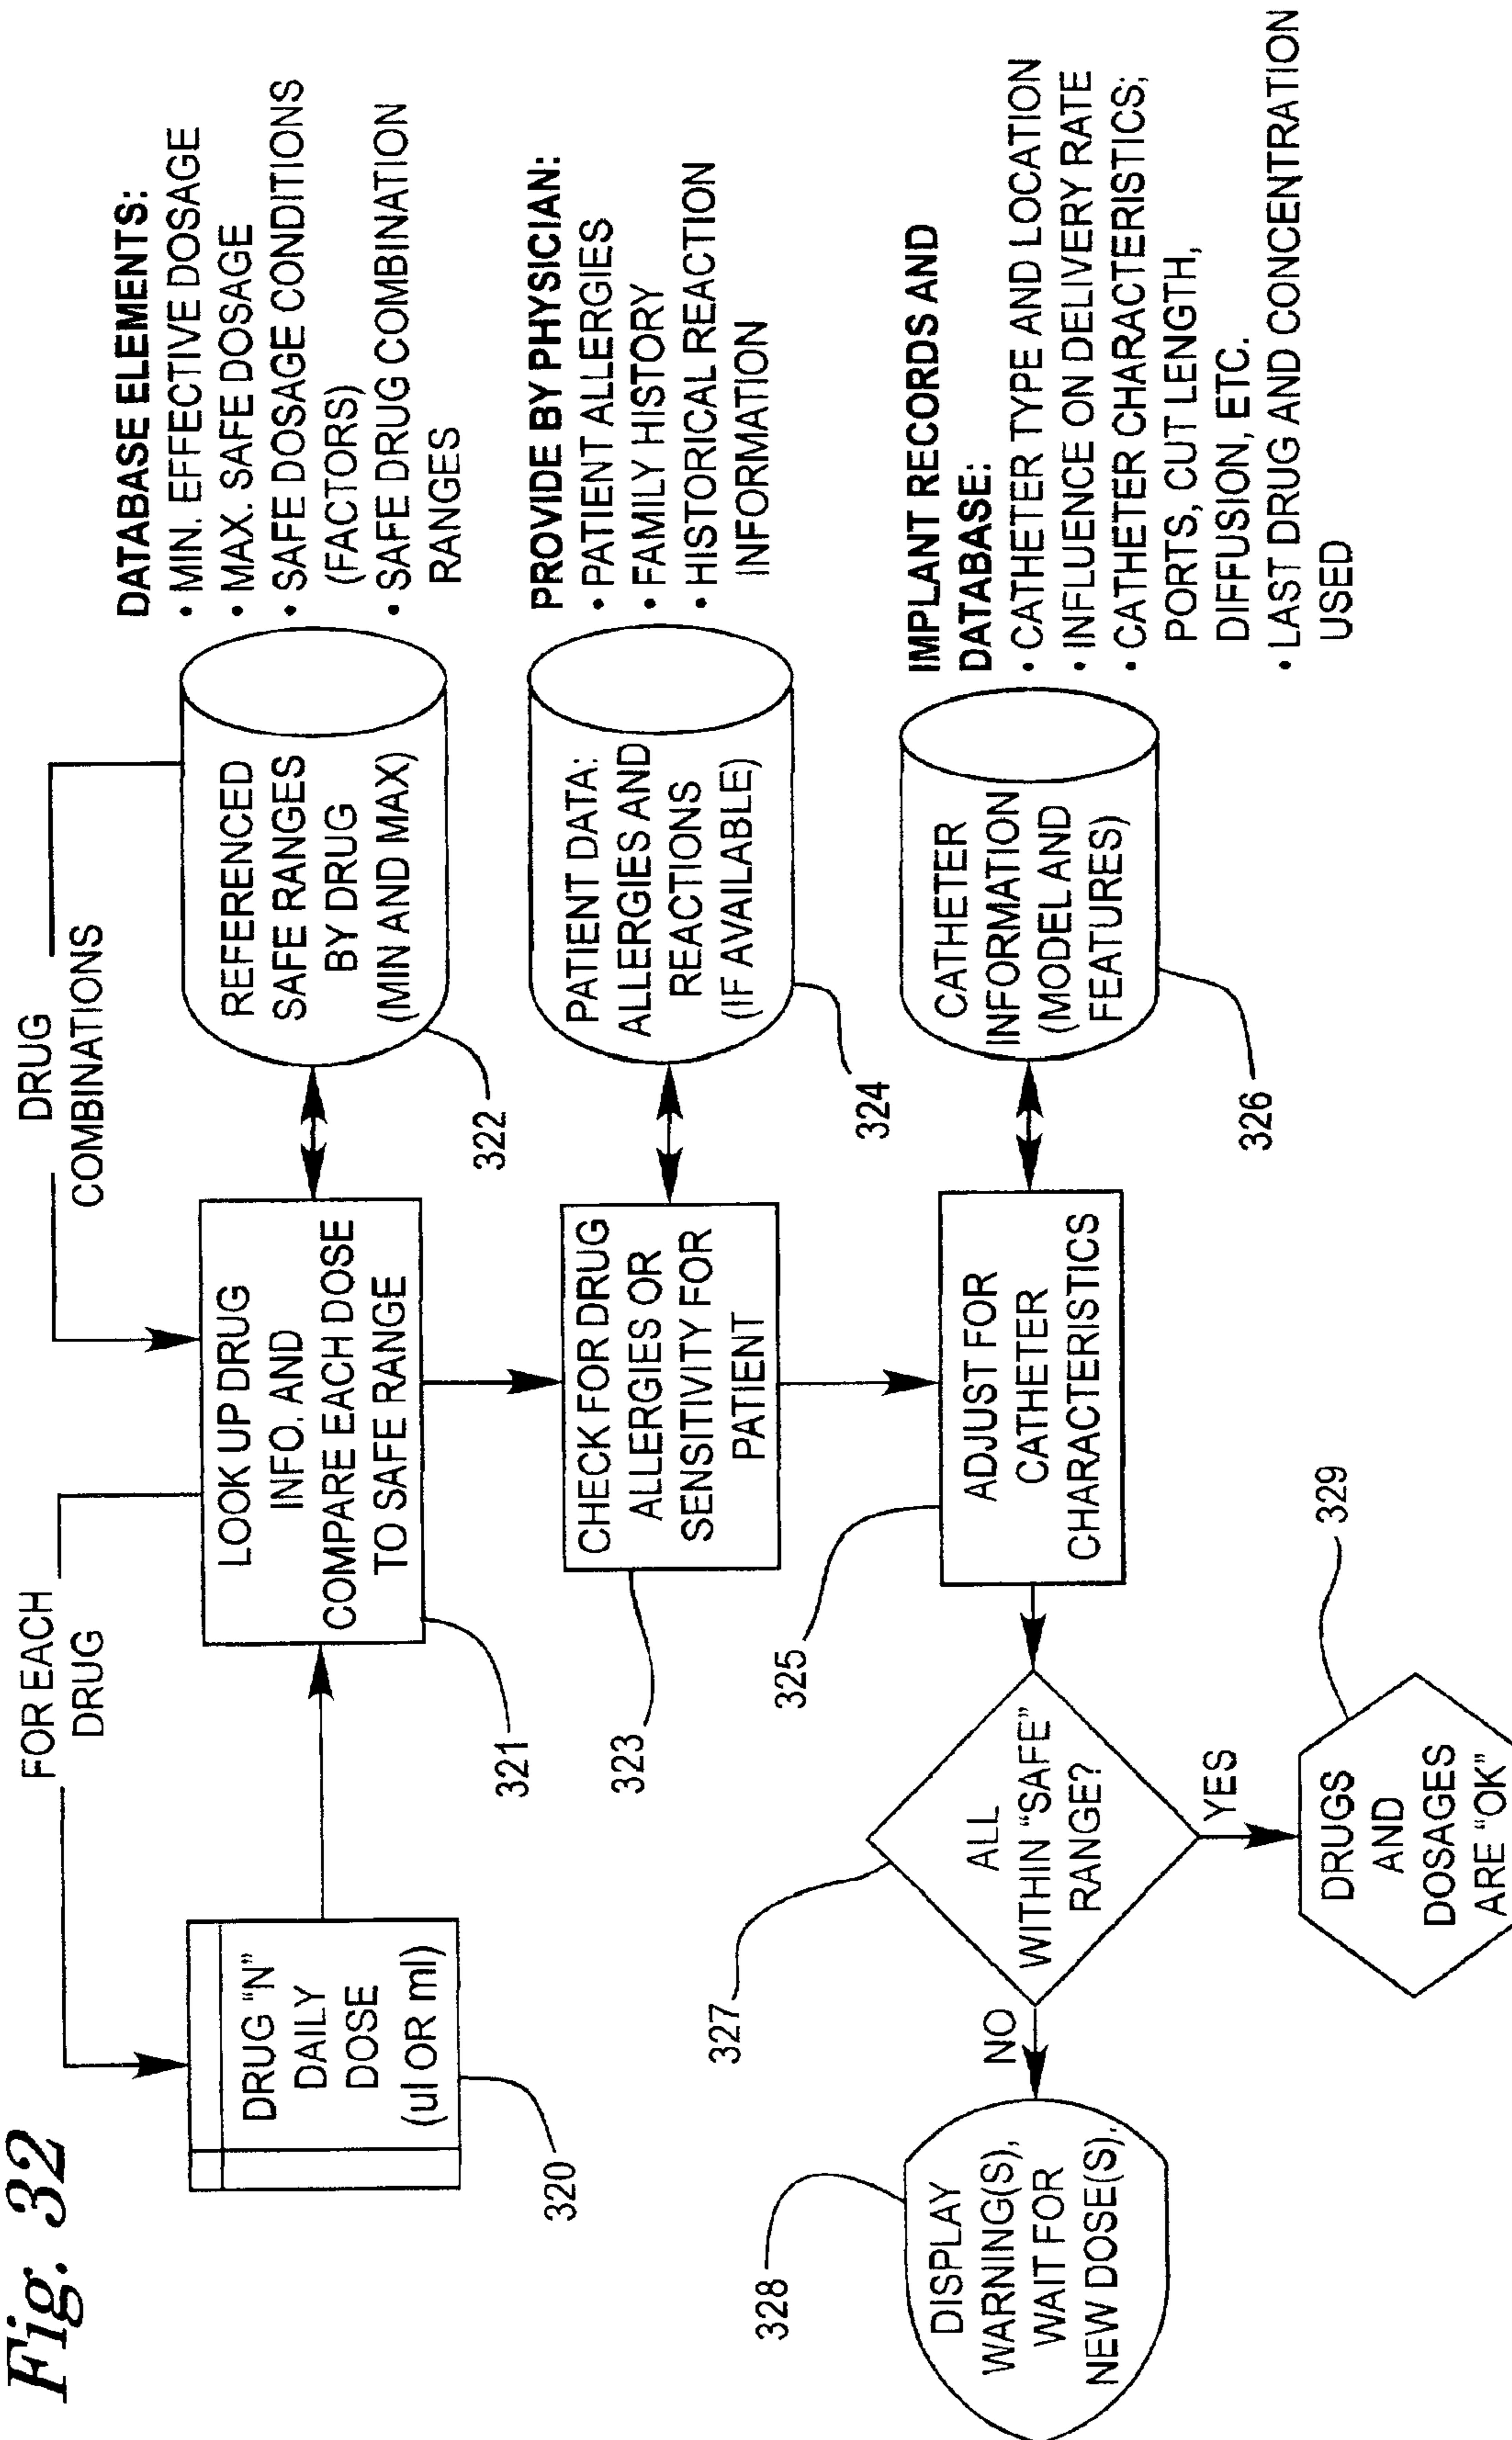 Fig. 32
FOR EACH
DRUG
DRUG
COMBINATIONS
DRUG "N"
DAILY
DOSE
(ul OR ml)
320
LOOK UP DRUG
INFO. AND
COMPARE EACH DOSE
TO SAFE RANGE
321
REFERENCED
SAFE RANGES
BY DRUG
(MIN AND MAX)
322
DATABASE ELEMENTS:
• MIN. EFFECTIVE DOSAGE
• MAX. SAFE DOSAGE
• SAFE DOSAGE CONDITIONS
(FACTORS)
• SAFE DRUG COMBINATION
RANGES
CHECK FOR DRUG
ALLERGIES OR
SENSITIVITY FOR
PATIENT
323
PATIENT DATA:
ALLERGIES AND
REACTIONS
(IF AVAILABLE)
324
PROVIDE BY PHYSICIAN:
• PATIENT ALLERGIES
• FAMILY HISTORY
• HISTORICAL REACTION
INFORMATION
ADJUST FOR
CATHETER
CHARACTERISTICS
325
CATHETER
INFORMATION
(MODEL AND
FEATURES)
326
IMPLANT RECORDS AND
DATABASE:
• CATHETER TYPE AND LOCATION
• INFLUENCE ON DELIVERY RATE
• CATHETER CHARACTERISTICS;
PORTS, CUT LENGTH,
DIFFUSION, ETC.
• LAST DRUG AND CONCENTRATION
USED
ALL
WITHIN "SAFE"
RANGE?
327
NO
YES
DISPLAY
WARNING(S),
WAIT FOR
NEW DOSE(S).
328
DRUGS
AND
DOSAGES
ARE "OK"
329